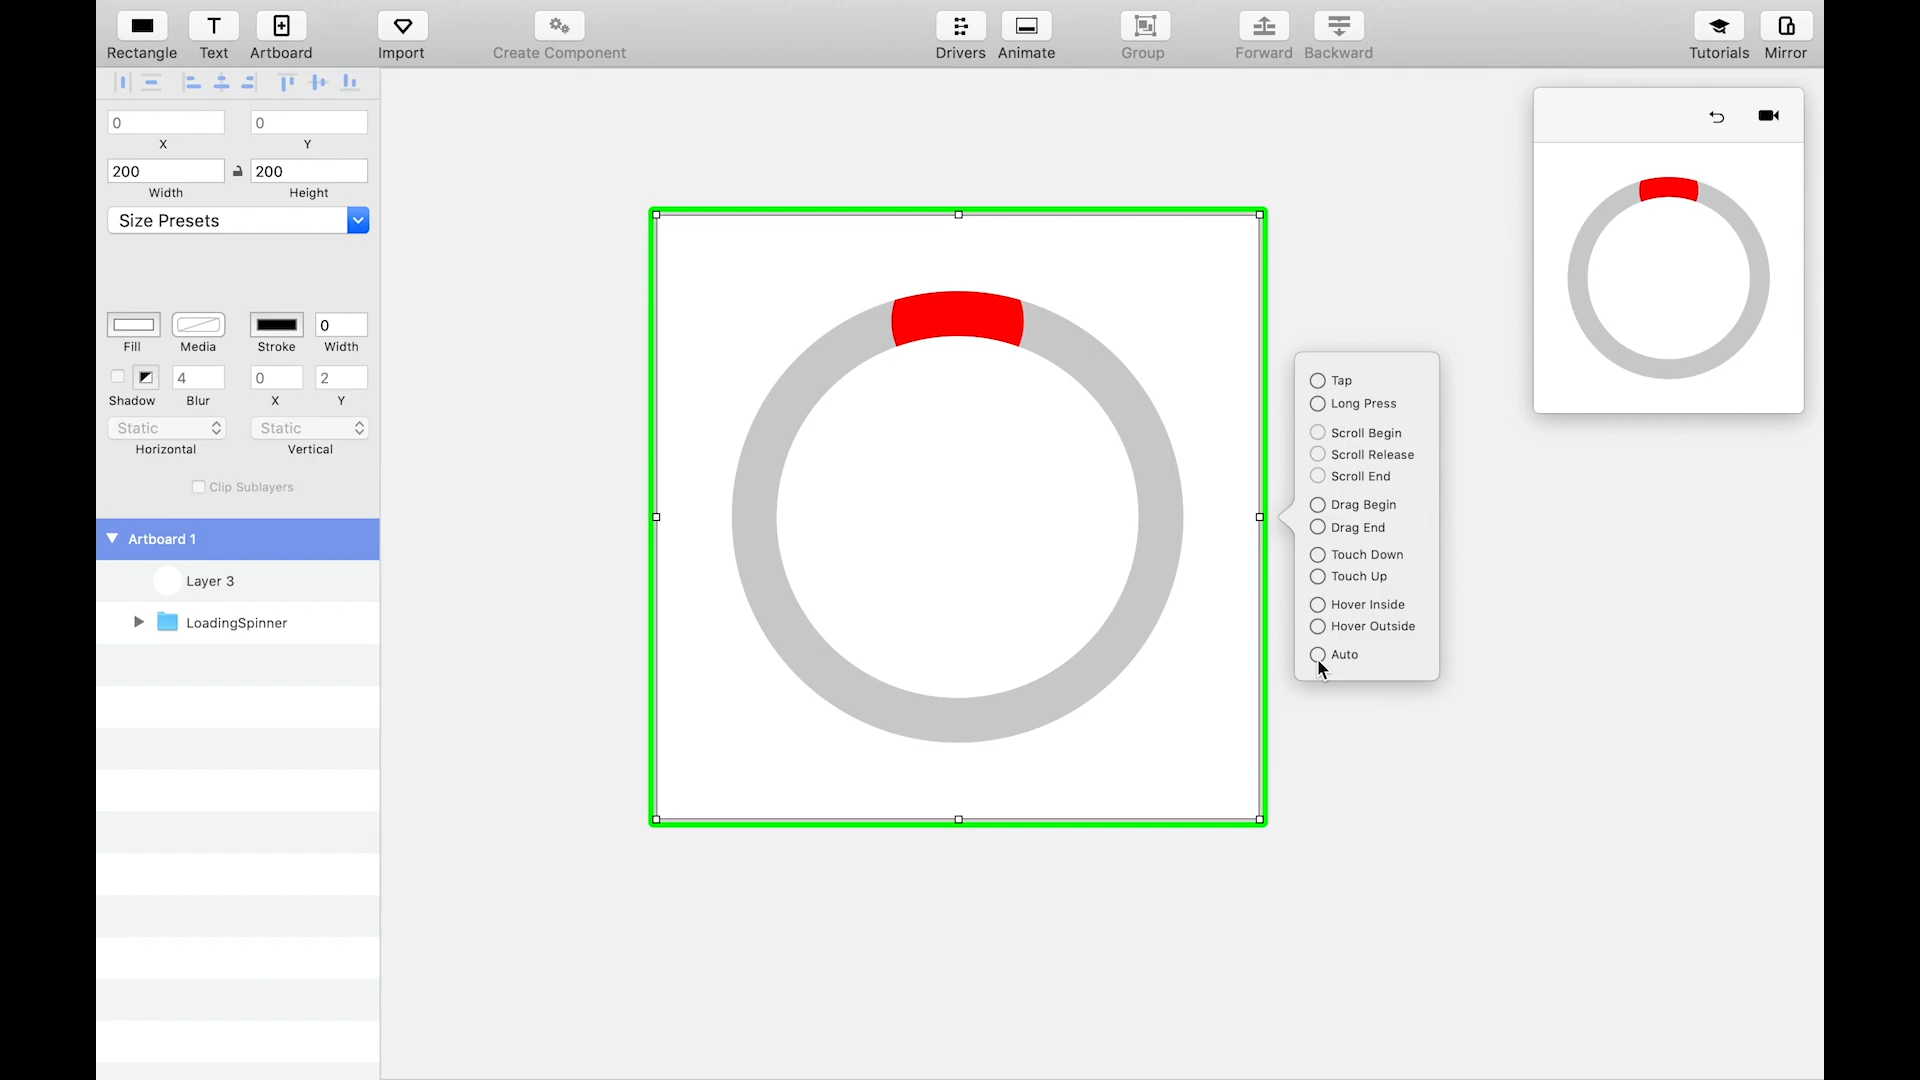 Rectangle
Text
Artboard
Import
Create Component
Drivers
Animate
Group
Forward
Backward
Tutorials
Mirror
0
0
X
Y
200
200
Width
Height
Size Presets
0
Fill
Media
Stroke
Width
4
0
2
Shadow
Blur
X
Y
Static
Static
Horizontal
Vertical
Clip Sublayers
Artboard 1
Layer 3
LoadingSpinner
Tap
Long Press
Scroll Begin
Scroll Release
Scroll End
Drag Begin
Drag End
Touch Down
Touch Up
Hover Inside
Hover Outside
Auto